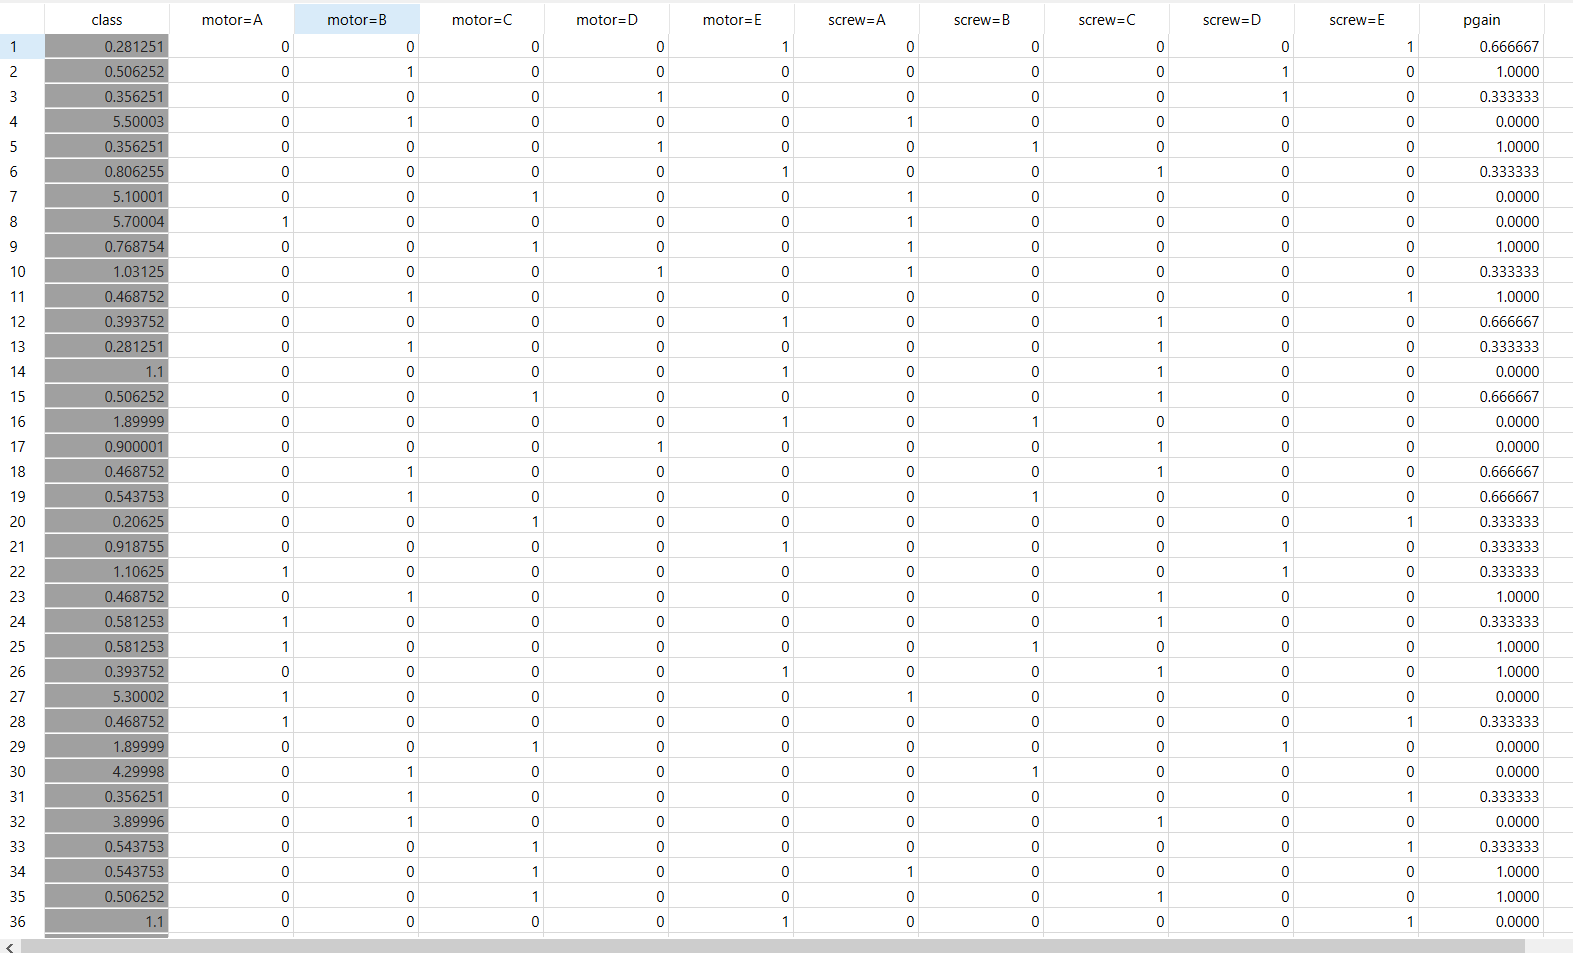 class motor=A motor=B motor=C motor=D motor=E screw=A screw=B screw=C screw=D screw=E pgain
1 0.281251 0 0 0 0 1 0 0 0 0 1 0.666667
2 0.506252 0 1 0 0 0 0 0 0 1 0 1.0000
3 0.356251 0 0 0 1 0 0 0 0 1 0 0.333333
4 5.50003 0 1 0 0 0 1 0 0 0 0 0.0000
5 0.356251 0 0 0 1 0 0 1 0 0 0 1.0000
6 0.806255 0 0 0 0 1 0 0 1 0 0 0.333333
7 5.10001 0 0 1 0 0 1 0 0 0 0 0.0000
8 5.70004 1 0 0 0 0 1 0 0 0 0 0.0000
9 0.768754 0 0 1 0 0 1 0 0 0 0 1.0000
10 1.03125 0 0 0 1 0 1 0 0 0 0 0.333333
11 0.468752 0 1 0 0 0 0 0 0 0 1 1.0000
12 0.393752 0 0 0 0 1 0 0 1 0 0 0.666667
13 0.281251 0 1 0 0 0 0 0 1 0 0 0.333333
14 1.1 0 0 0 0 1 0 0 1 0 0 0.0000
15 0.506252 0 0 1 0 0 0 0 1 0 0 0.666667
16 1.89999 0 0 0 0 1 0 1 0 0 0 0.0000
17 0.900001 0 0 0 1 0 0 0 1 0 0 0.0000
18 0.468752 0 1 0 0 0 0 0 1 0 0 0.666667
19 0.543753 0 1 0 0 0 0 1 0 0 0 0.666667
20 0.20625 0 0 1 0 0 0 0 0 0 1 0.333333
21 0.918755 0 0 0 0 1 0 0 0 1 0 0.333333
22 1.10625 1 0 0 0 0 0 0 0 1 0 0.333333
23 0.468752 0 1 0 0 0 0 0 1 0 0 1.0000
24 0.581253 1 0 0 0 0 0 0 1 0 0 0.333333
25 0.581253 1 0 0 0 0 0 1 0 0 0 1.0000
26 0.393752 0 0 0 0 1 0 0 1 0 0 1.0000
27 5.30002 1 0 0 0 0 1 0 0 0 0 0.0000
28 0.468752 1 0 0 0 0 0 0 0 0 1 0.333333
29 1.89999 0 0 1 0 0 0 0 0 1 0 0.0000
30 4.29998 0 1 0 0 0 0 1 0 0 0 0.0000
31 0.356251 0 1 0 0 0 0 0 0 0 1 0.333333
32 3.89996 0 1 0 0 0 0 0 1 0 0 0.0000
33 0.543753 0 0 1 0 0 0 0 0 0 1 0.333333
34 0.543753 0 0 1 0 0 1 0 0 0 0 1.0000
35 0.506252 0 0 1 0 0 0 0 1 0 0 1.0000
36 1.1 0 0 0 0 1 0 0 0 0 1 0.0000